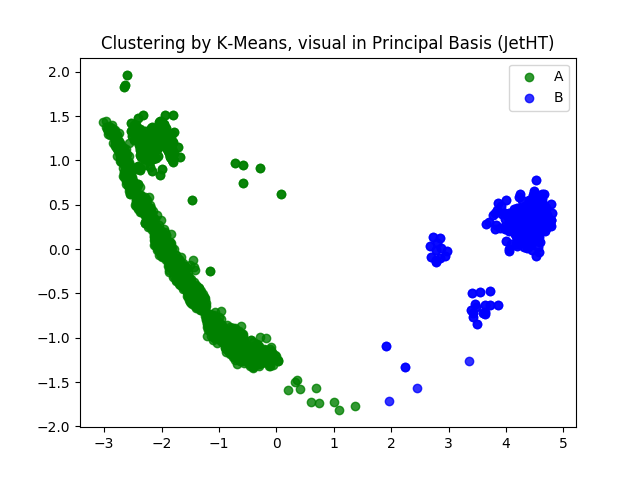 Clustering by K-Means, visual in Principal Basis (JetHT)
A
B
2.0
1.5
1.0
0.5
0.0
−0.5
−1.0
−1.5
−2.0
−3 −2 −1 0 1 2 3 4 5